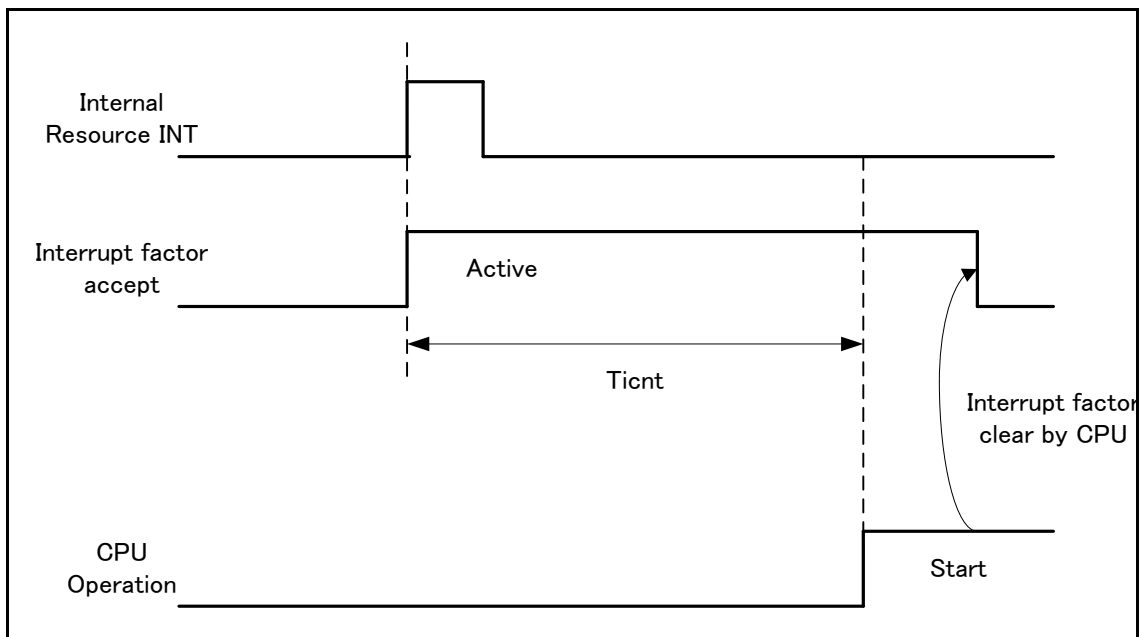 Internal
Resource INT
Interrupt factor
accept
Active
Ticnt
Interrupt factor
clear by CPU
CPU
Operation
Start